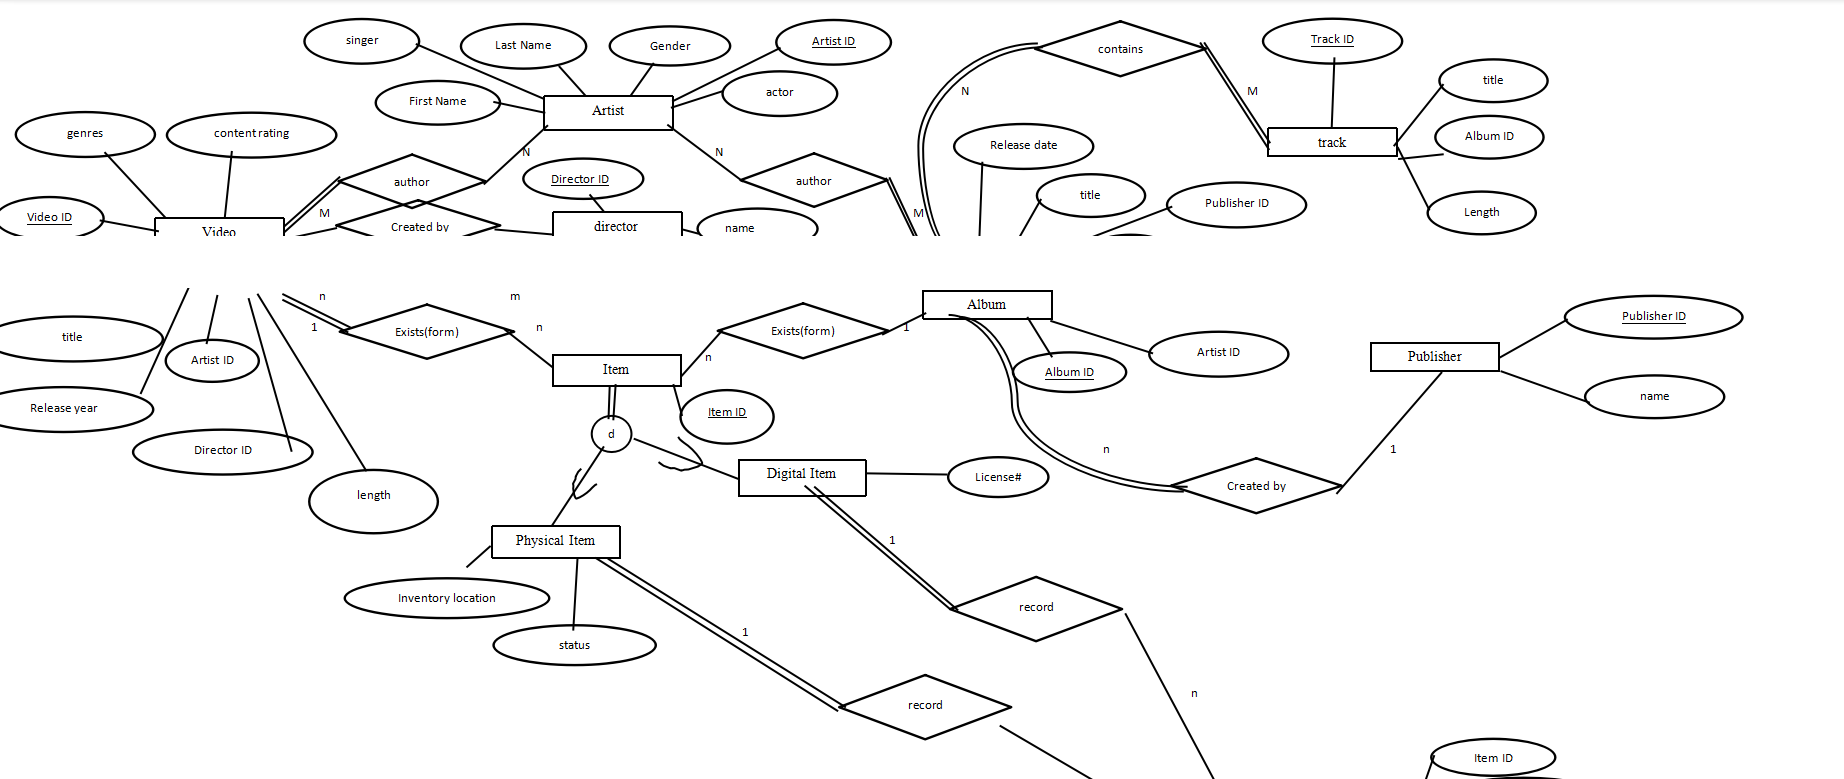 singer
Last Name
Gender
Artist ID
Track ID
contains
title
First Name
Artist
actor
N
M
genres
content rating
Album ID
track
Release date
N
N
author
Director ID
author
title
Publisher ID
Length
Video ID
M
M
Video
Created by
director
name
n
m
Album
Publisher ID
title
1
Exists(form)
n
Exists(form)
1
Artist ID
n
Artist ID
Publisher
Item
Album ID
name
Release year
Item ID
d
Director ID
n
1
Digital Item
License#
Created by
length
Physical Item
1
Inventory location
record
1
status
n
record
Item ID